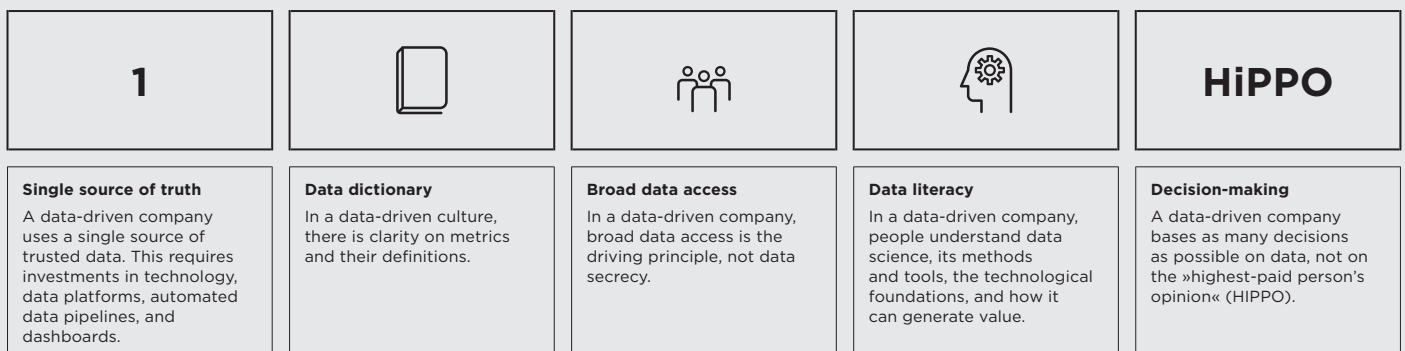 1
HiPPO
Single source of truth
A data-driven company
uses a single source of
trusted data. This requires
investments in technology,
data platforms, automated
data pipelines, and
dashboards.
Data dictionary
In a data-driven culture,
there is clarity on metrics
and their definitions.
Broad data access
In a data-driven company,
broad data access is the
driving principle, not data
secrecy.
Data literacy
In a data-driven company,
people understand data
science, its methods
and tools, the technological
foundations, and how it
can generate value.
Decision-making
A data-driven company
bases as many decisions
as possible on data, not on
the »highest-paid person’s
opinion« (HIPPO).